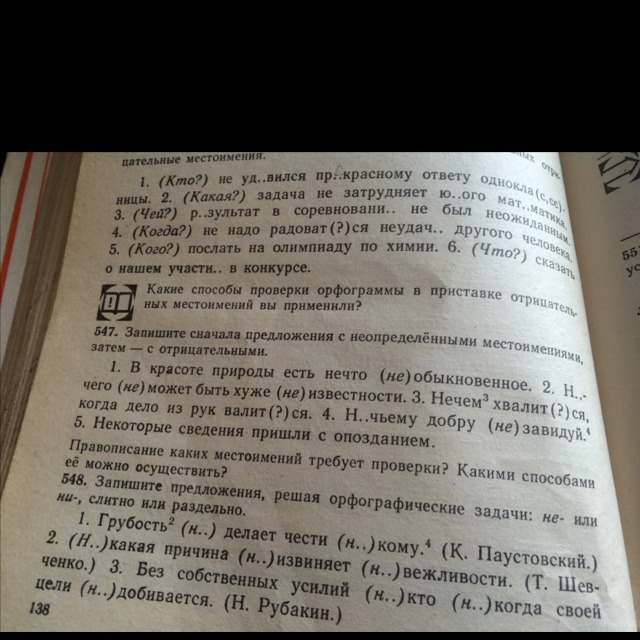 цательные местоимения.
1. (Кто?) не уд..вился пр..красному ответу однокла(с,сс)-
ницы. 2. (Какая?) задача не затрудняет ю..ого мат..матика.
3. (Чей?) р..зультат в соревновани.. не был неожиданным.
4. (Когда?) не надо радоват(?)ся неудач.. другого человека.
5. (Кого?) послать на олимпиаду по химии. 6. (Что?) сказать
о нашем участи.. в конкурсе.
Какие способы проверки орфограммы в приставке отрицатель-
ных местоимений вы применили?
547. Запишите сначала предложения с неопределёнными местоимениями,
затем — с отрицательными.
1. В красоте природы есть нечто (не)обыкновенное. 2. Н..-
чего (не)может быть хуже (не)известности. 3. Нечем³ хвалит(?)ся,
когда дело из рук валит(?)ся. 4. Н..чьему добру (не)завидуй.⁴
5. Некоторые сведения пришли с опозданием.
Правописание каких местоимений требует проверки? Какими способами
её можно осуществить?
548. Запишите предложения, решая орфографические задачи: не- или
ни-, слитно или раздельно.
1. Грубость² (н..) делает чести (н..)кому.⁴ (К. Паустовский.)
2. (Н..)какая причина (н..)извиняет (н..)вежливости. (Т. Шев-
ченко.) 3. Без собственных усилий (н..)кто (н..)когда своей
цели (н..)добивается. (Н. Рубакин.)
138
55
ус